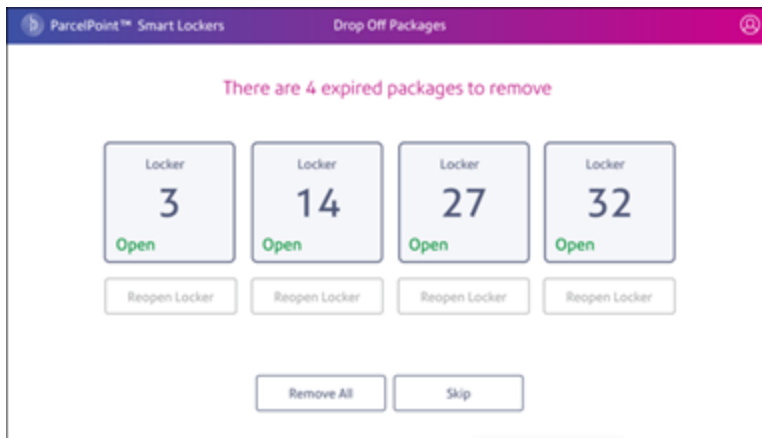 ParcelPoint™ Smart Lockers Drop Off Packages
There are 4 expired packages to remove
Locker Locker Locker Locker
3 14 27 32
Open Open Open Open
Reopen Locker Reopen Locker Reopen Locker Reopen Locker
Remove All Skip